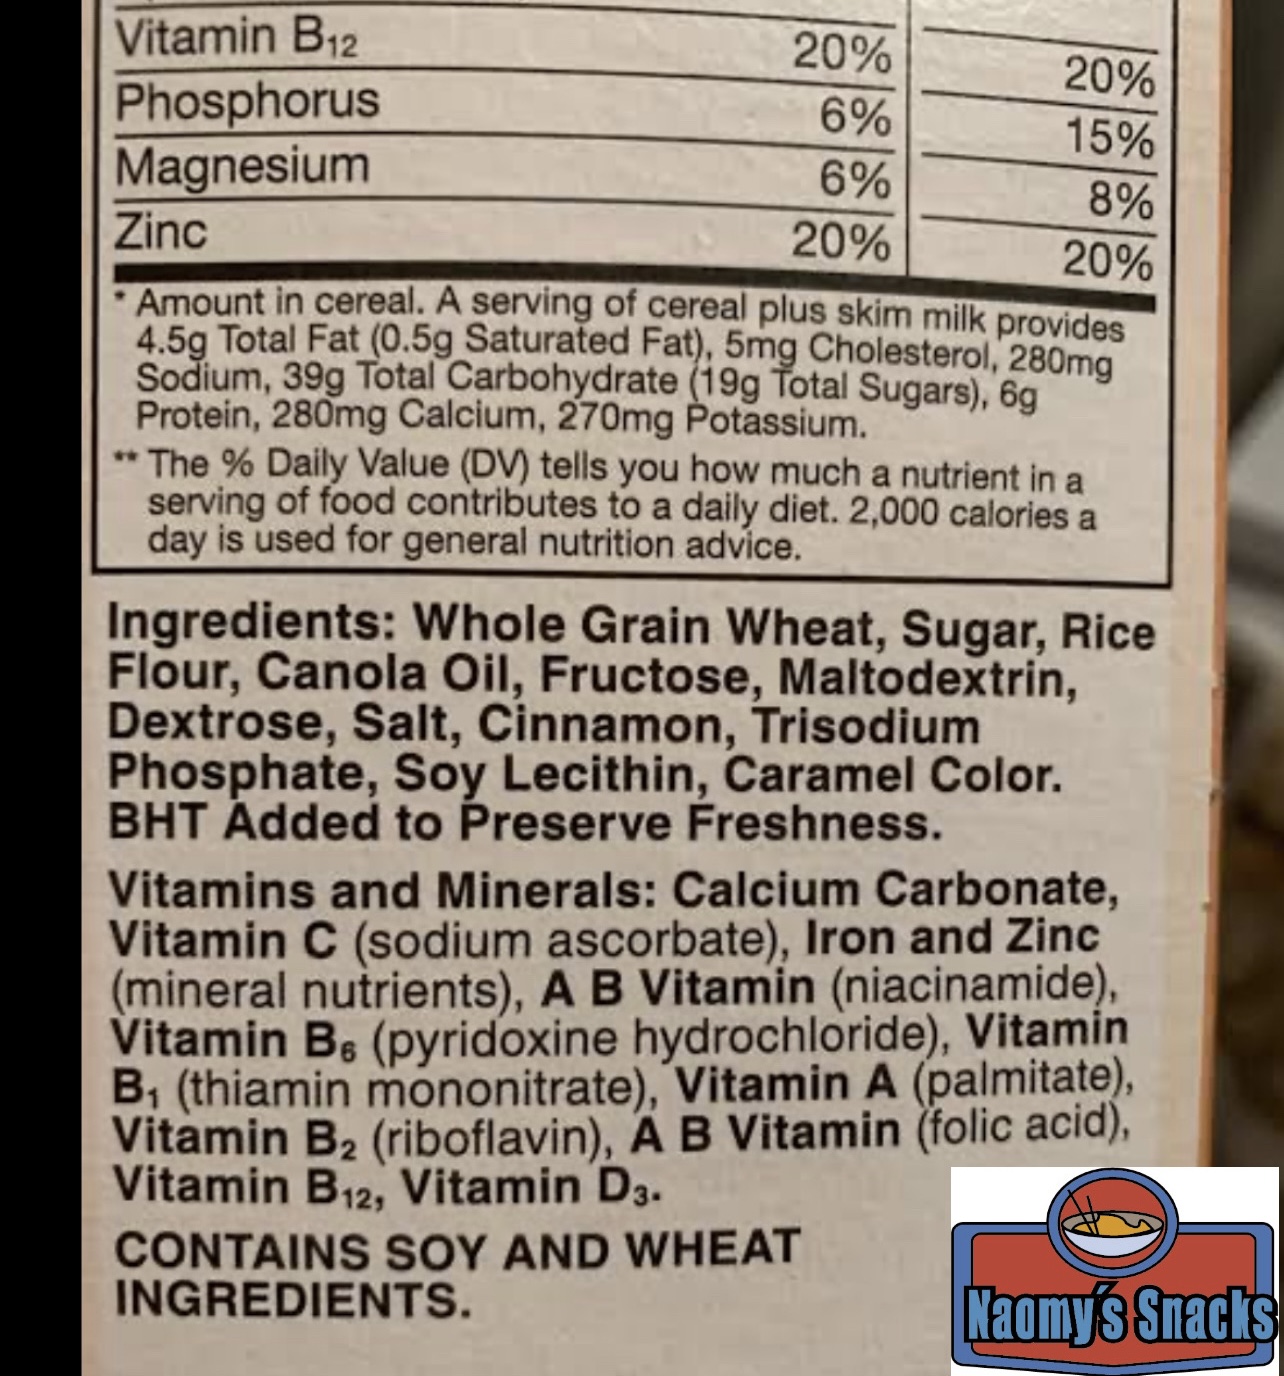 Vitamin B12 20% 20%
Phosphorus 6% 15%
Magnesium 6% 8%
Zinc 20% 20%
* Amount in cereal. A serving of cereal plus skim milk provides
4.5g Total Fat (0.5g Saturated Fat), 5mg Cholesterol, 280mg
Sodium, 39g Total Carbohydrate (19g Total Sugars), 6g
Protein, 280mg Calcium, 270mg Potassium.
** The % Daily Value (DV) tells you how much a nutrient in a
serving of food contributes to a daily diet. 2,000 calories a
day is used for general nutrition advice.
Ingredients: Whole Grain Wheat, Sugar, Rice
Flour, Canola Oil, Fructose, Maltodextrin,
Dextrose, Salt, Cinnamon, Trisodium
Phosphate, Soy Lecithin, Caramel Color.
BHT Added to Preserve Freshness.
Vitamins and Minerals: Calcium Carbonate,
Vitamin C (sodium ascorbate), Iron and Zinc
(mineral nutrients), A B Vitamin (niacinamide),
Vitamin B6 (pyridoxine hydrochloride), Vitamin
B1 (thiamin mononitrate), Vitamin A (palmitate),
Vitamin B2 (riboflavin), A B Vitamin (folic acid),
Vitamin B12, Vitamin D3.
CONTAINS SOY AND WHEAT
INGREDIENTS.
Naomy's Snacks